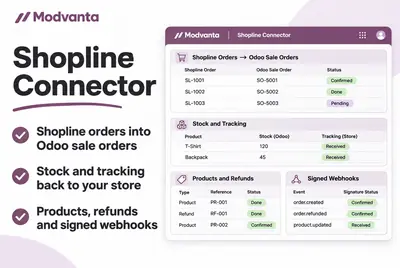 Modvanta
Shopline
Connector
Shopline orders into
Odoo sale orders
Stock and tracking
back to your store
Products, refunds
and signed webhooks
Modvanta Shopline Connector
Shopline Orders → Odoo Sale Orders
Shopline Order Odoo Sale Order Status
SL-1001 SO-5001 Confirmed
SL-1002 SO-5002 Done
SL-1003 SO-5003 Pending
Stock and Tracking
Product Stock (Odoo) Tracking (Store)
T-Shirt 120 Received
Backpack 45 Received
Products and Refunds
Type Reference Status
Product PR-001 Done
Refund RF-001 Done
Product PR-002 Confirmed
Signed Webhooks
Event Signature Status
order.created Confirmed
order.refunded Confirmed
product.updated Received